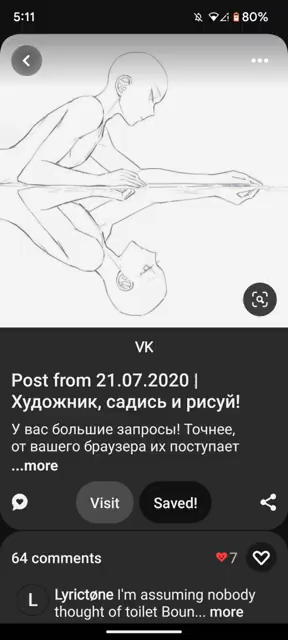 5:11
80%
VK
Post from 21.07.2020 |
Художник, садись и рисуй!
У вас большие запросы! Точнее,
от вашего браузера их поступает
...more
Visit
Saved!
64 comments
7
L
Lyrictøne I'm assuming nobody
thought of toilet Boun... more